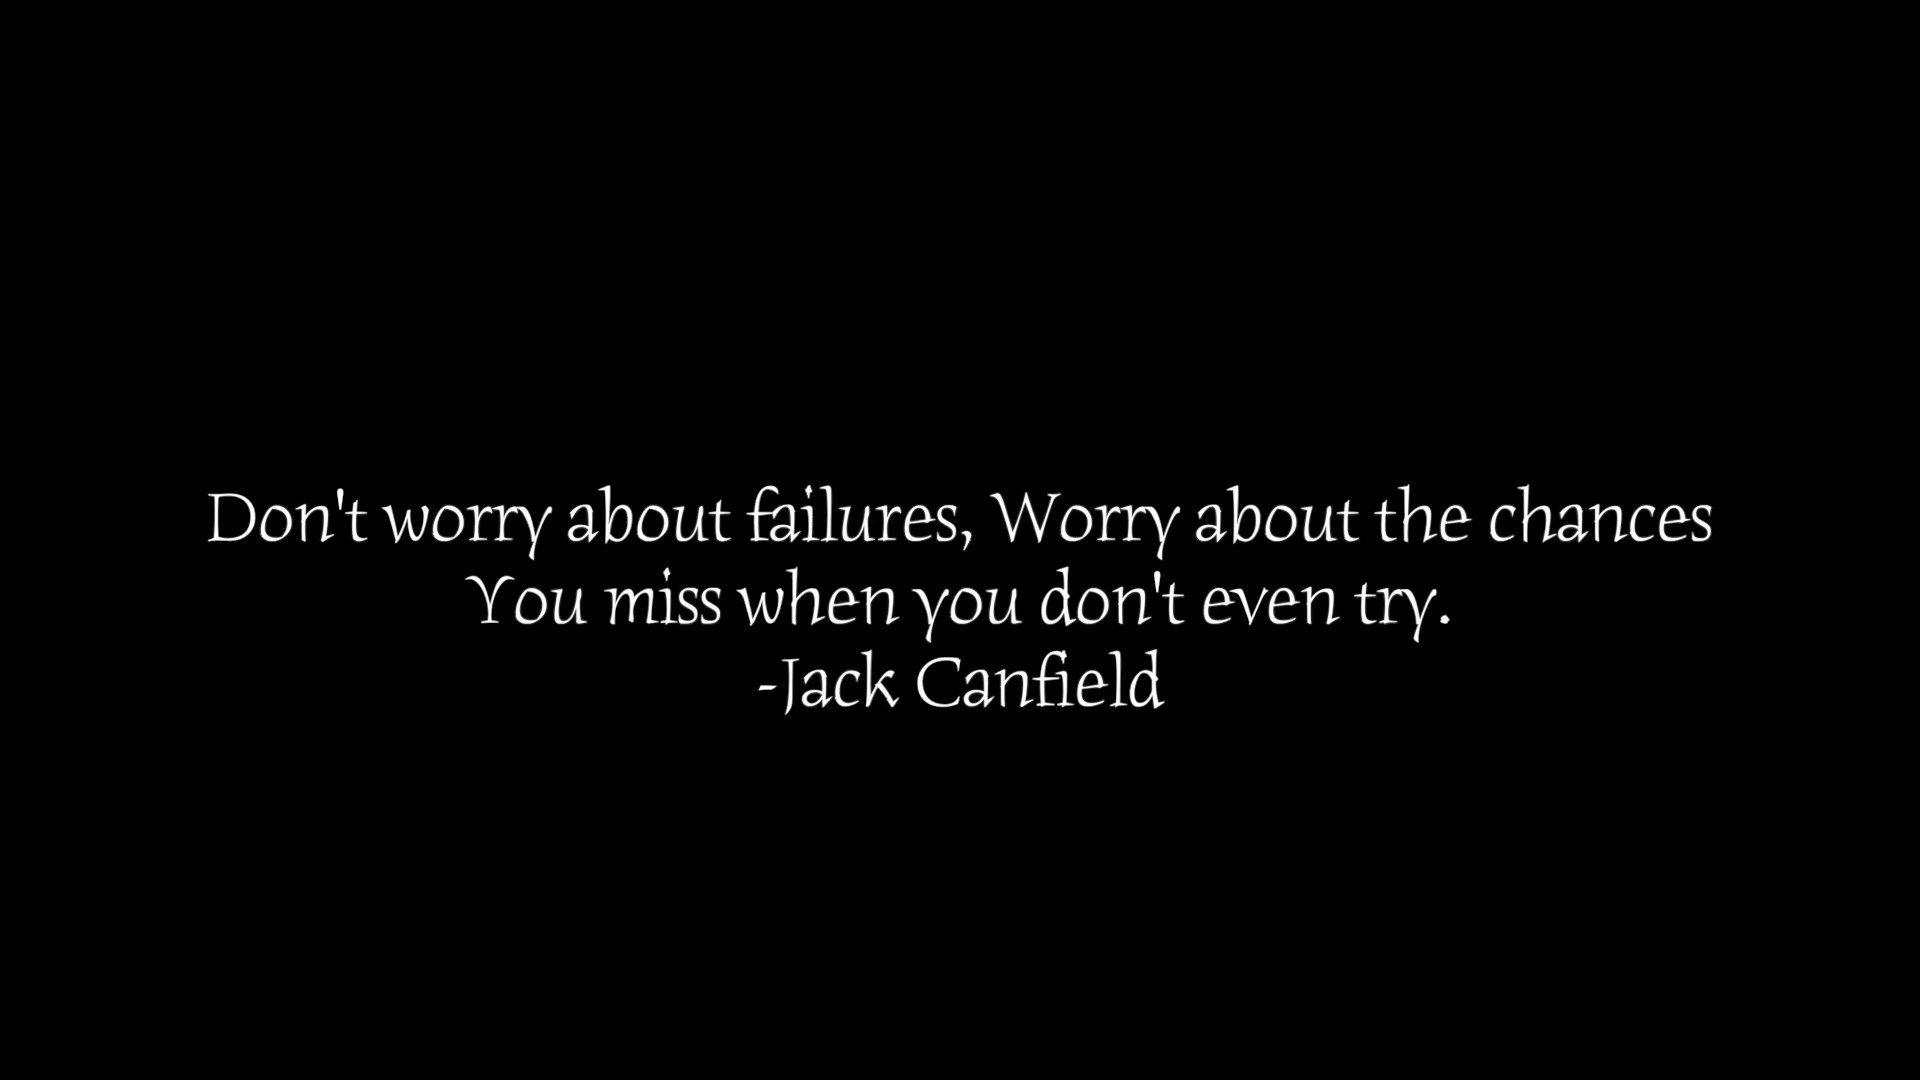 Don't worry about failures, Worry about the chances
You miss when you don't even try.
-Jack Canfield